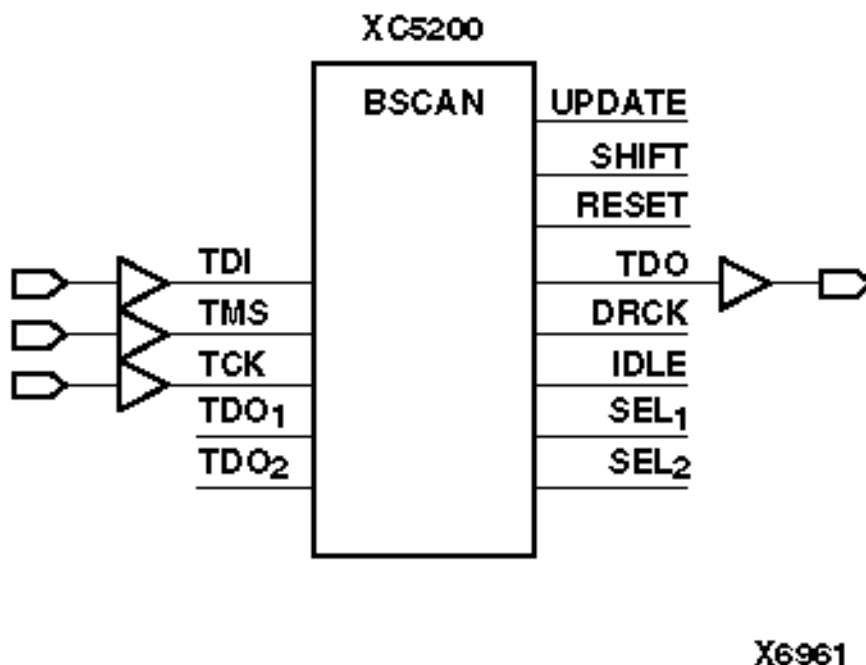 XC5200
BSCAN
UPDATE
SHIFT
RESET
TDI
TDO
TMS
DRCK
TCK
IDLE
TDO1
SEL1
TDO2
SEL2
X6961